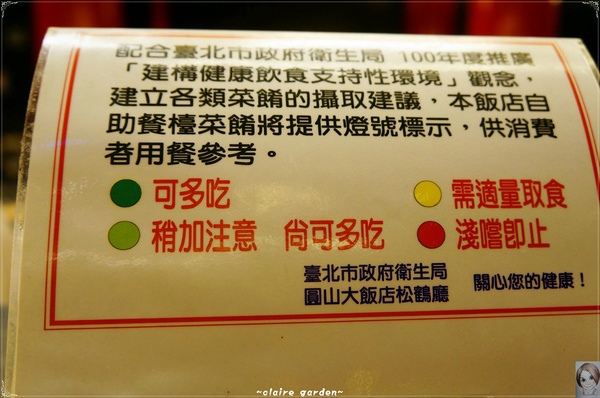 配合臺北市政府衛生局 100年度推廣
「建構健康飲食支持性環境」觀念，
建立各類菜餚的攝取建議，本飯店自
助餐檯菜餚將提供燈號標示，供消費
者用餐參考。
可多吃 需適量取食
稍加注意 尚可多吃 淺嚐即止
臺北市政府衛生局
圓山大飯店松鶴廳 關心您的健康！
~claire garden~